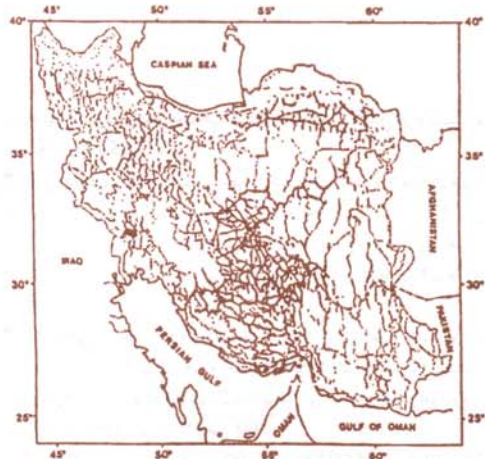 45° 50° 55° 60°
40° 40°
CASPIAN SEA
35° 35°
AFGHANISTAN
IRAQ
30° 30°
PAKISTAN
PERSIAN GULF
OMAN
GULF OF OMAN
25° 25°
45° 50° 55° 60°